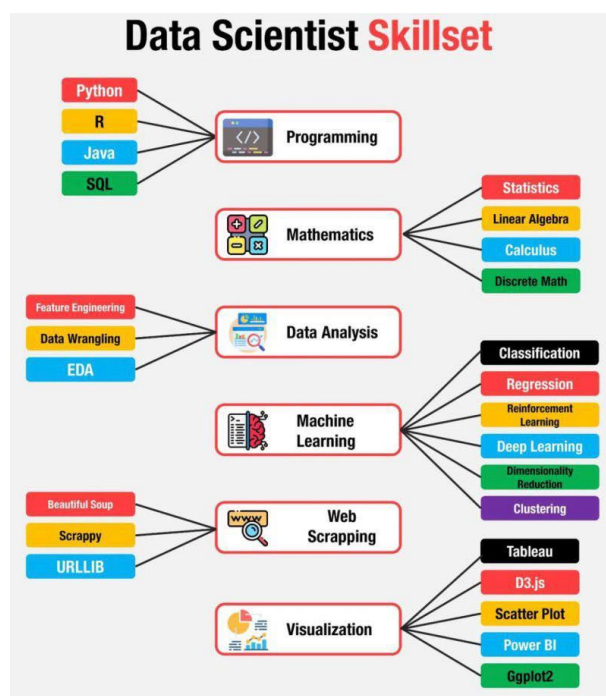 Data Scientist Skillset
Python
R
Java
SQL
</>
Programming
Mathematics
Statistics
Linear Algebra
Calculus
Discrete Math
Feature Engineering
Data Wrangling
EDA
Data Analysis
Machine
Learning
Classification
Regression
Reinforcement
Learning
Deep Learning
Dimensionality
Reduction
Clustering
Beautiful Soup
Scrappy
URLLIB
WWW
Web
Scrapping
Visualization
Tableau
D3.js
Scatter Plot
Power BI
Ggplot2